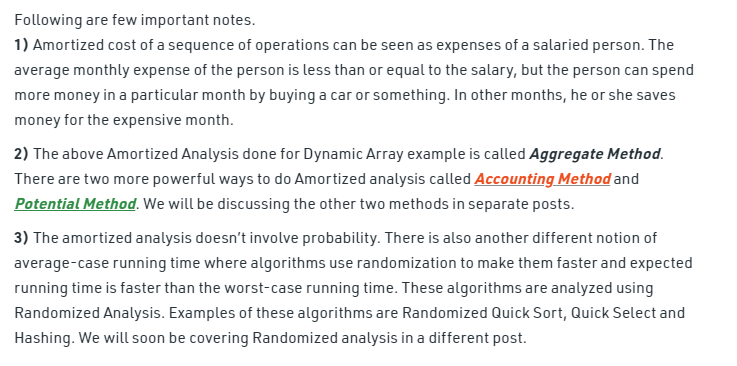 Following are few important notes.
1) Amortized cost of a sequence of operations can be seen as expenses of a salaried person. The
average monthly expense of the person is less than or equal to the salary, but the person can spend
more money in a particular month by buying a car or something. In other months, he or she saves
money for the expensive month.
2) The above Amortized Analysis done for Dynamic Array example is called Aggregate Method.
There are two more powerful ways to do Amortized analysis called Accounting Method and
Potential Method. We will be discussing the other two methods in separate posts.
3) The amortized analysis doesn’t involve probability. There is also another different notion of
average-case running time where algorithms use randomization to make them faster and expected
running time is faster than the worst-case running time. These algorithms are analyzed using
Randomized Analysis. Examples of these algorithms are Randomized Quick Sort, Quick Select and
Hashing. We will soon be covering Randomized analysis in a different post.